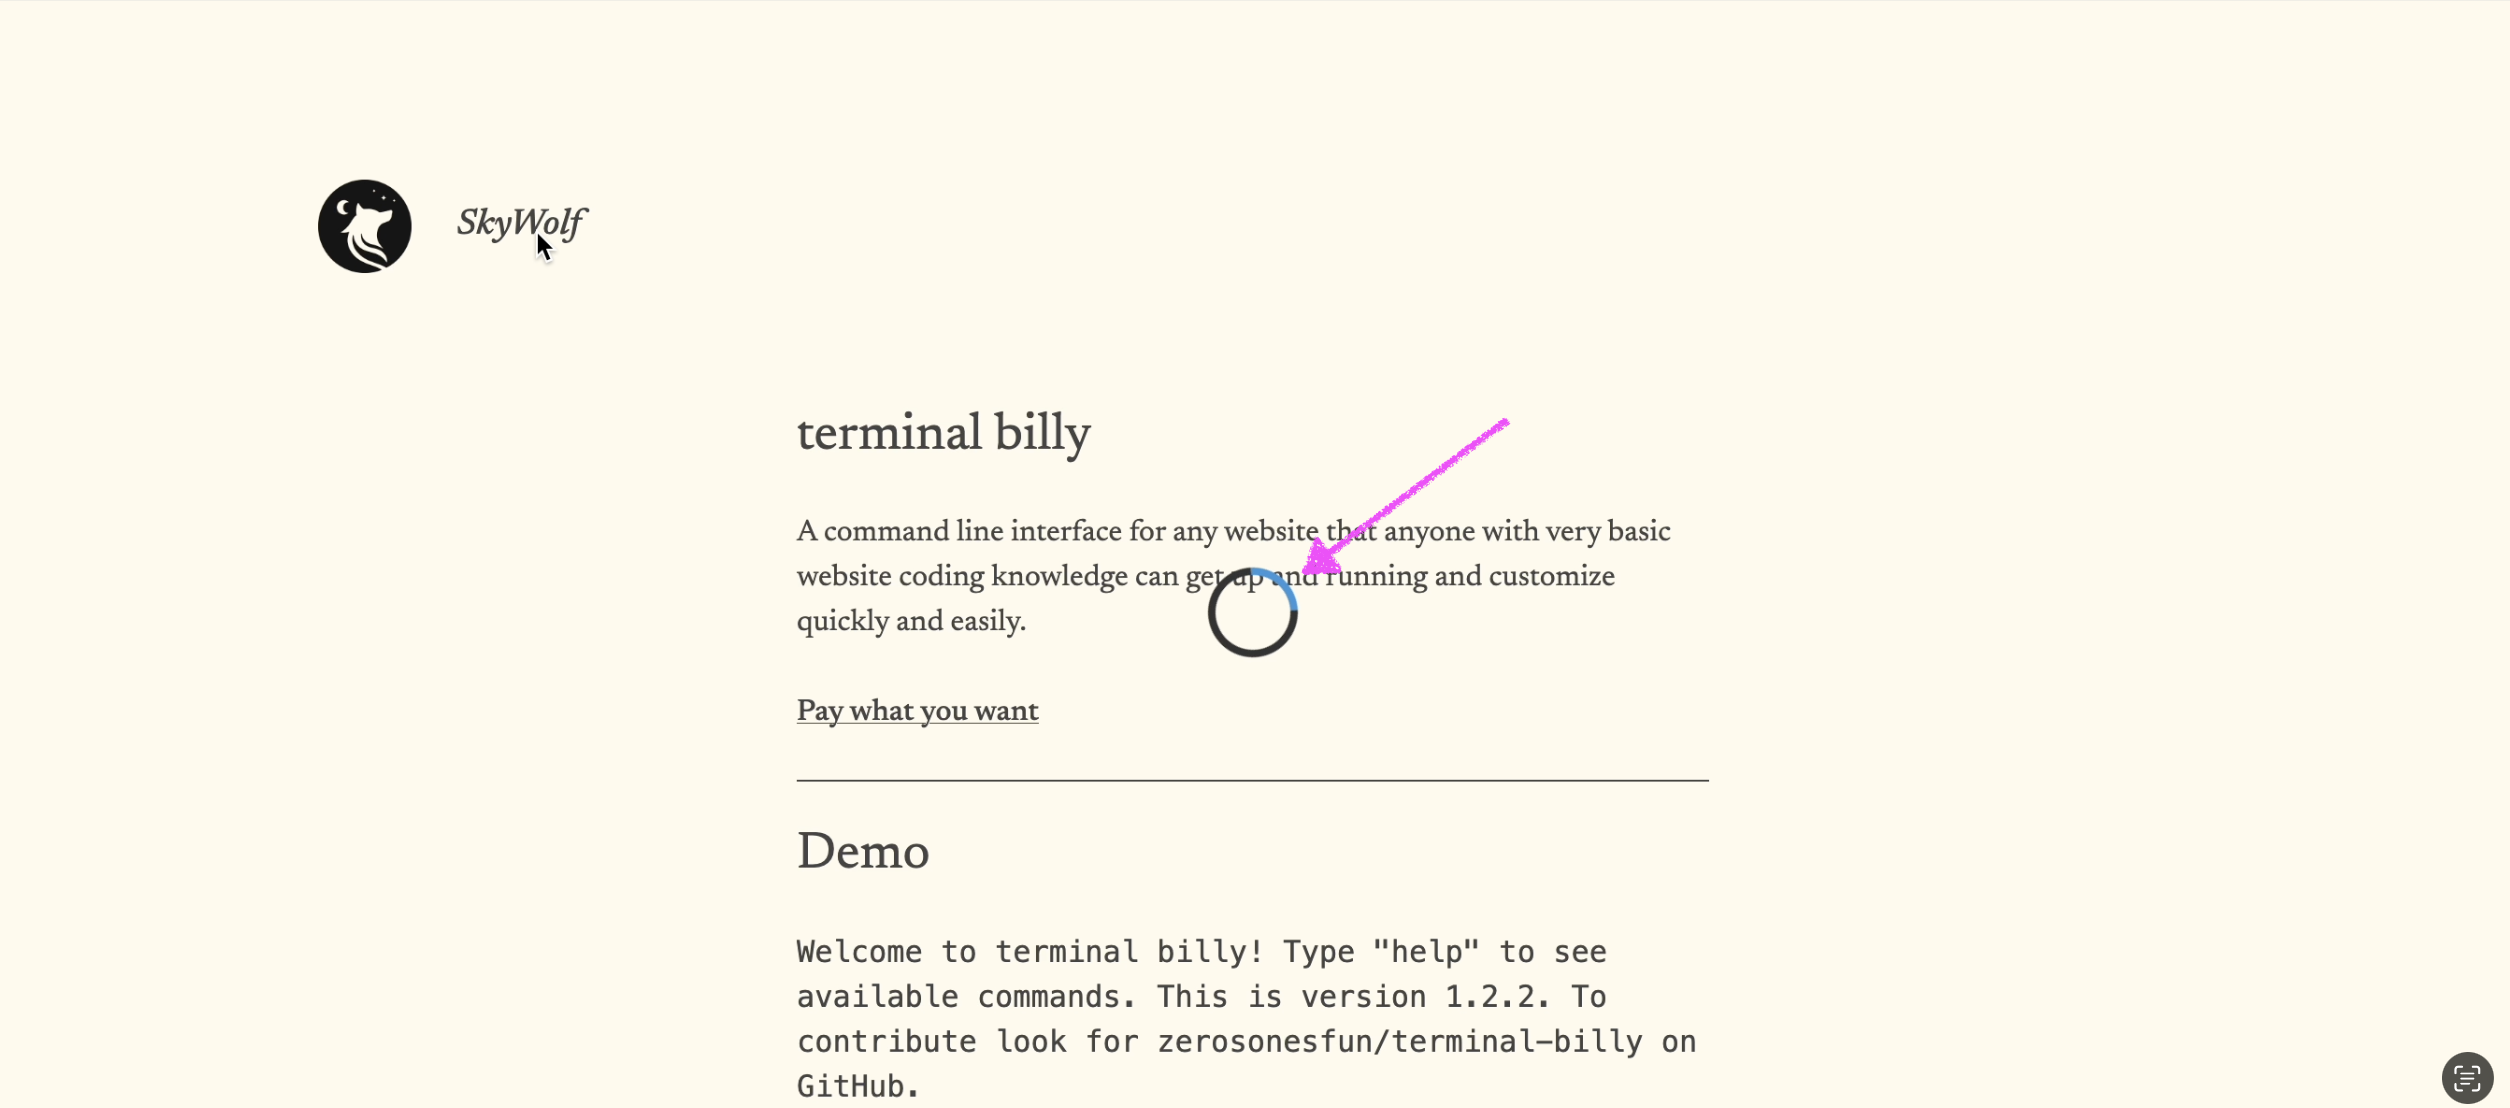 SkyWolf
terminal billy
A command line interface for any website that anyone with very basic
website coding knowledge can get up and running and customize
quickly and easily.
Pay what you want
Demo
Welcome to terminal billy! Type "help" to see
available commands. This is version 1.2.2. To
contribute look for zerosonesfun/terminal-billy on
GitHub.